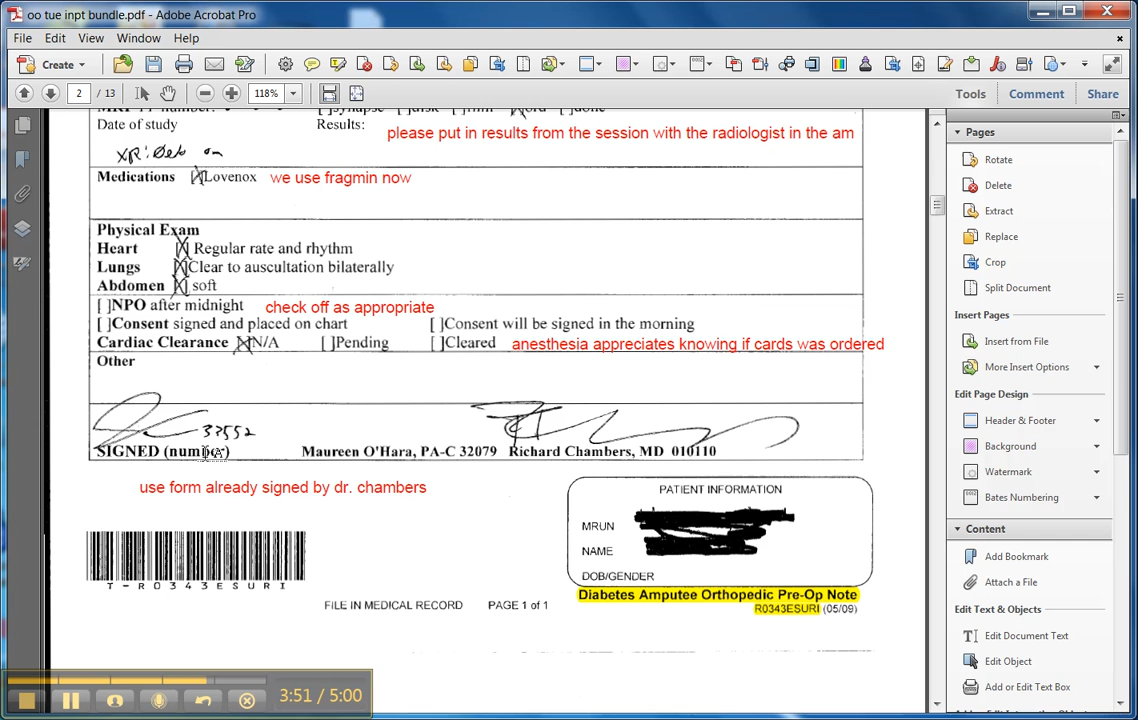 oo tue inpt bundle.pdf - Adobe Acrobat Pro
File Edit View Window Help
Create
2 / 13 118% Tools Comment Share
Date of study Results: please put in results from the session with the radiologist in the am
Medications [X]Lovenox we use fragmin now
Physical Exam
Heart [X] Regular rate and rhythm
Lungs [X]Clear to auscultation bilaterally
Abdomen [X] soft
[ ]NPO after midnight check off as appropriate
[ ]Consent signed and placed on chart [ ]Consent will be signed in the morning
Cardiac Clearance [X]N/A [ ]Pending [ ]Cleared anesthesia appreciates knowing if cards was ordered
Other
37552
SIGNED (number) Maureen O'Hara, PA-C 32079 Richard Chambers, MD 010110
use form already signed by dr. chambers
PATIENT INFORMATION
MRUN
NAME
DOB/GENDER
T-R0343ESURI
Diabetes Amputee Orthopedic Pre-Op Note
FILE IN MEDICAL RECORD PAGE 1 of 1 R0343ESURI (05/09)
3:51 / 5:00
Pages
Rotate
Delete
Extract
Replace
Crop
Split Document
Insert Pages
Insert from File
More Insert Options
Edit Page Design
Header & Footer
Background
Watermark
Bates Numbering
Content
Add Bookmark
Attach a File
Edit Text & Objects
Edit Document Text
Edit Object
Add or Edit Text Box